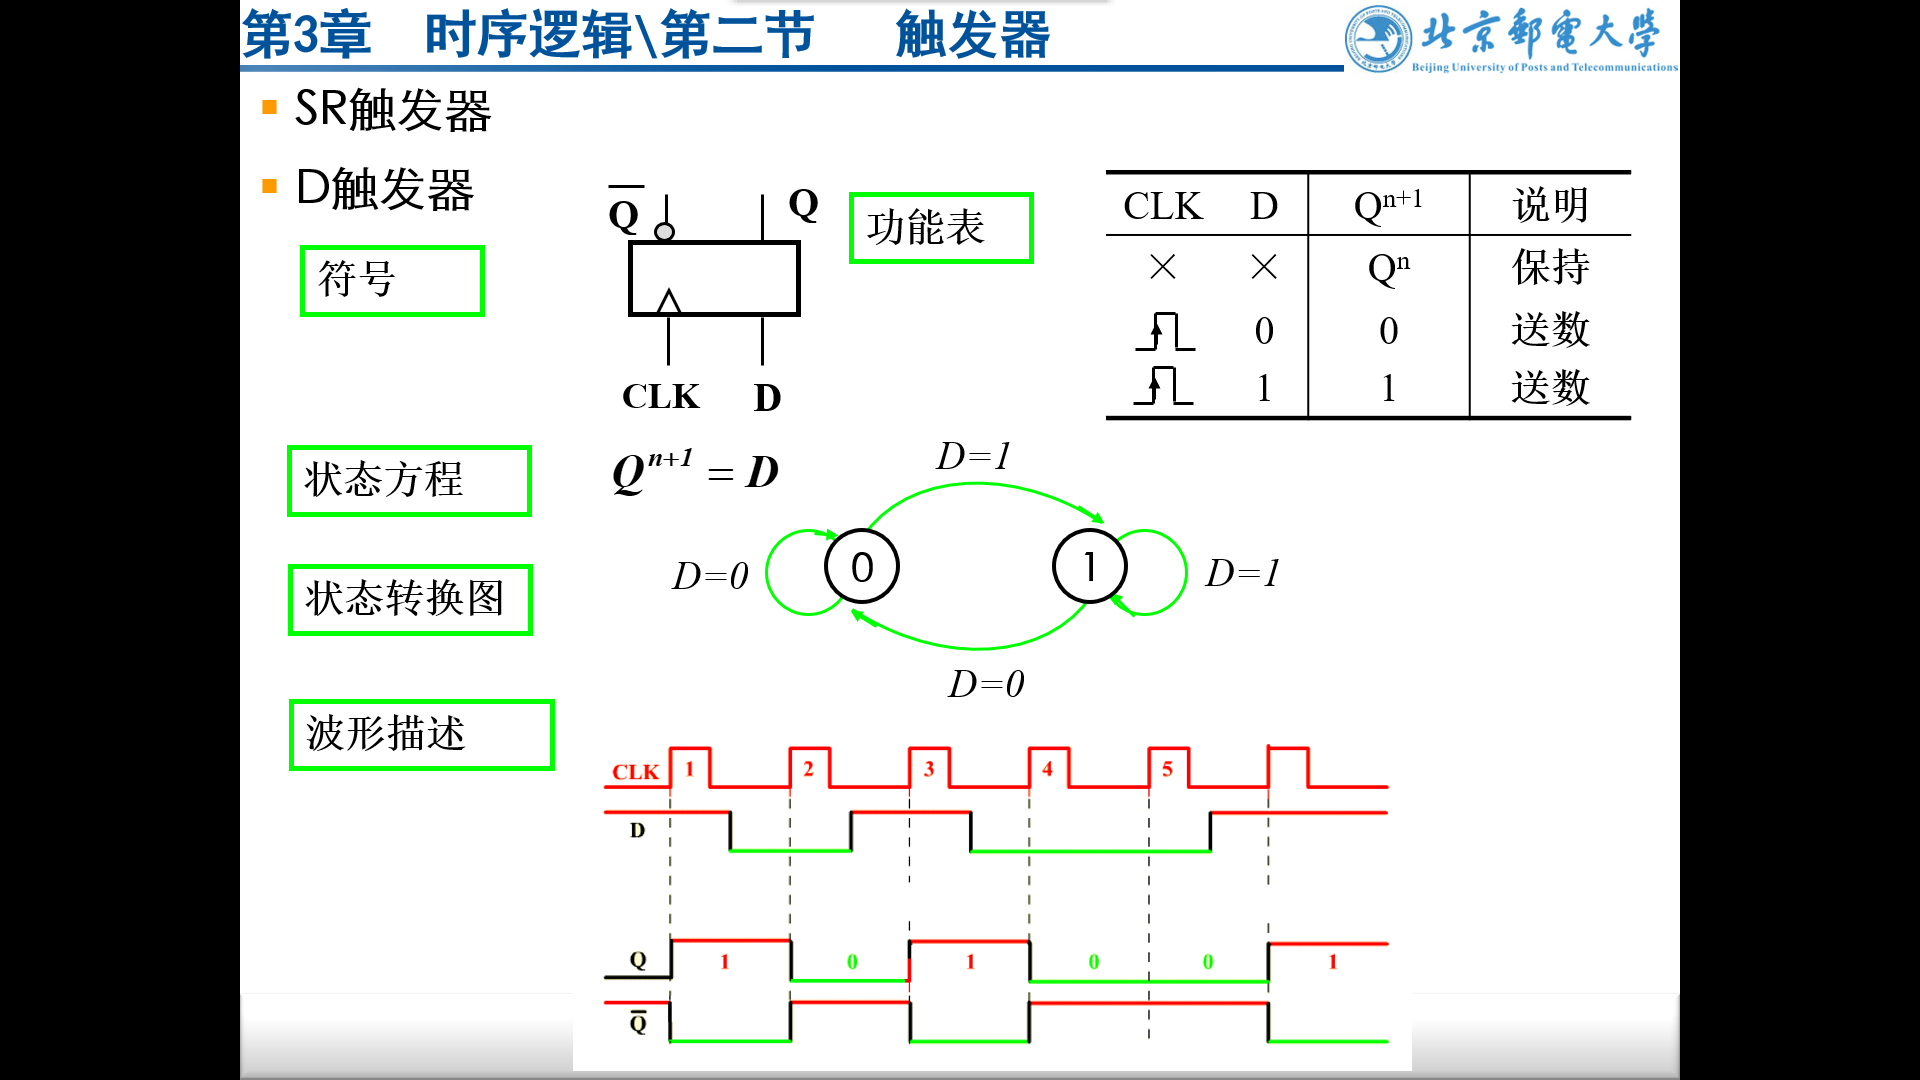 第3章 时序逻辑\第二节 触发器
北京邮电大学
Beijing University of Posts and Telecommunications
SR触发器
D触发器
符号
Q̅ Q
CLK D
功能表
CLK D Qⁿ⁺¹ 说明
× × Qⁿ 保持
0 0 送数
1 1 送数
状态方程
Qⁿ⁺¹ = D
状态转换图
D=1
D=0 0 1 D=1
D=0
波形描述
CLK 1 2 3 4 5
D
Q 1 0 1 0 0 1
Q̅